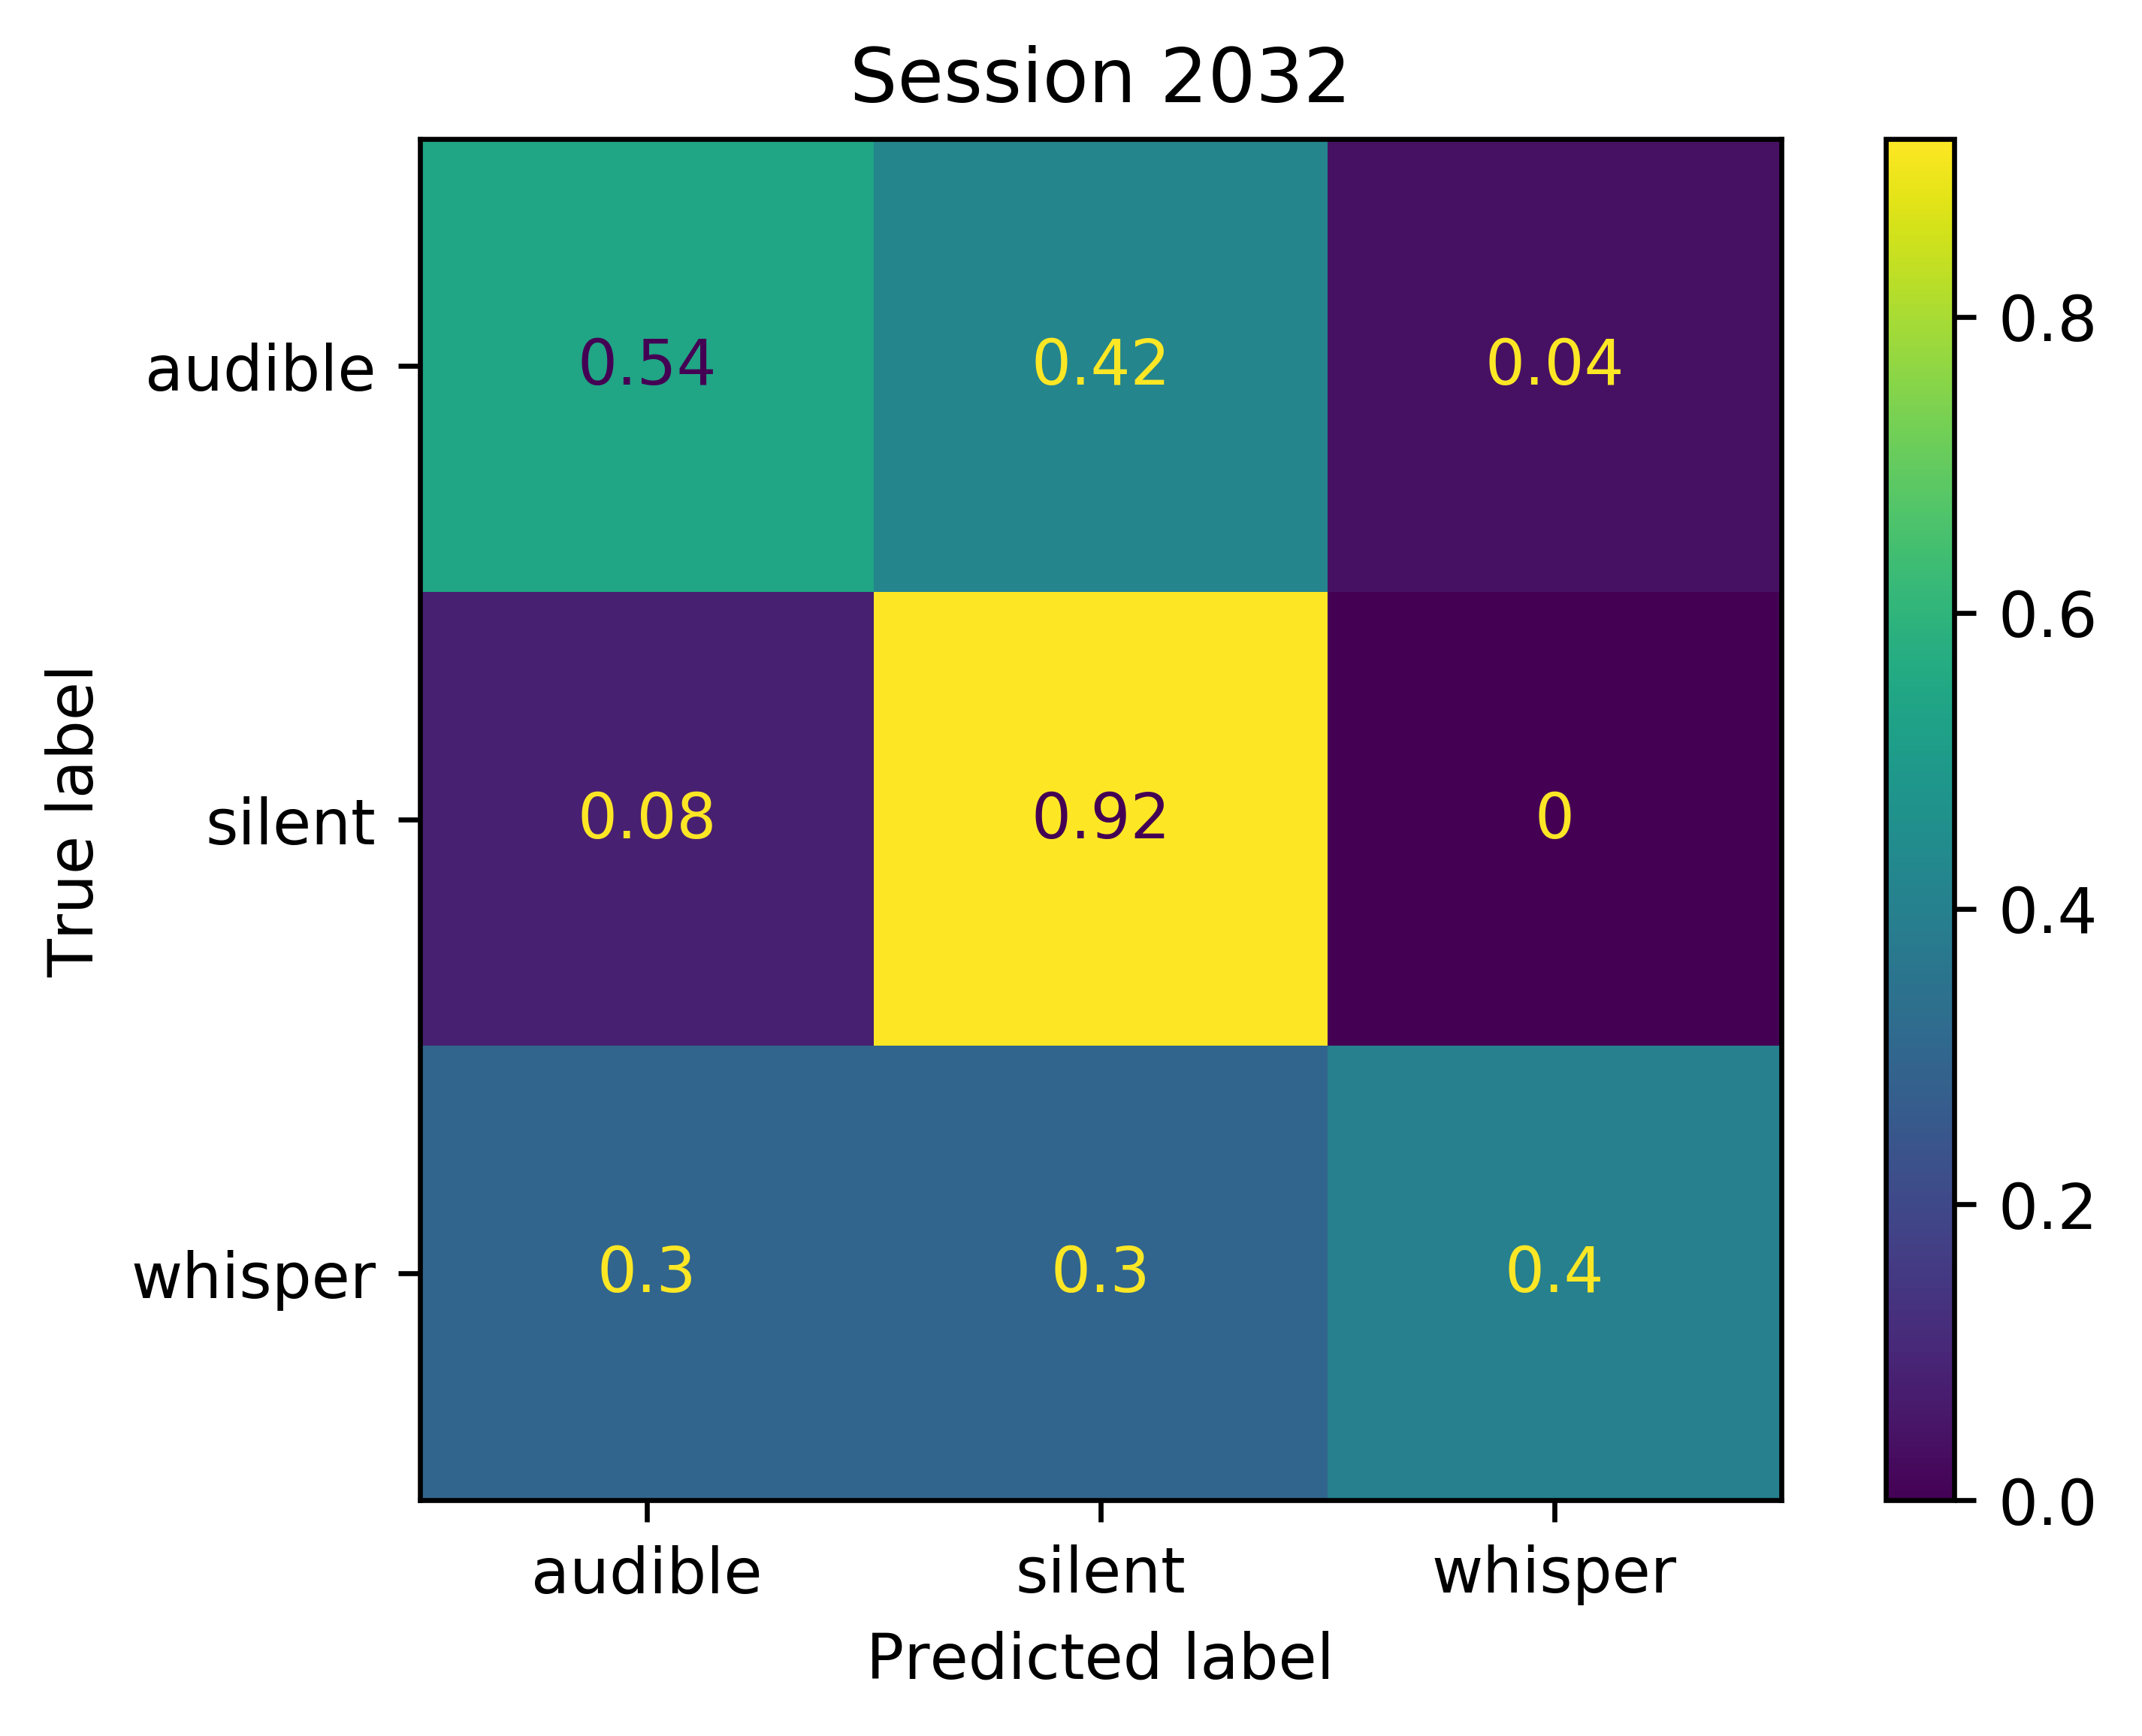 Session 2032
True label
audible 0.54 0.42 0.04
silent 0.08 0.92 0
whisper 0.3 0.3 0.4
audible silent whisper
Predicted label
0.8
0.6
0.4
0.2
0.0